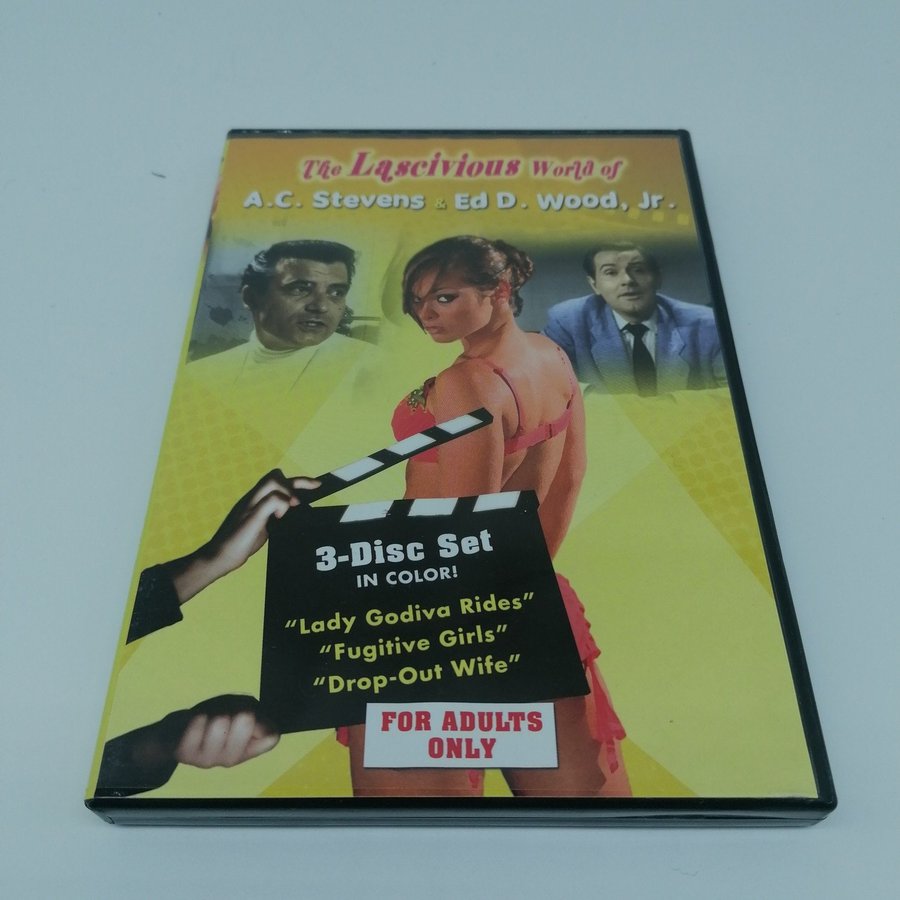 The Lascivious World of
A.C. Stevens & Ed D. Wood, Jr.
3-Disc Set
IN COLOR!
"Lady Godiva Rides"
"Fugitive Girls"
"Drop-Out Wife"
FOR ADULTS
ONLY